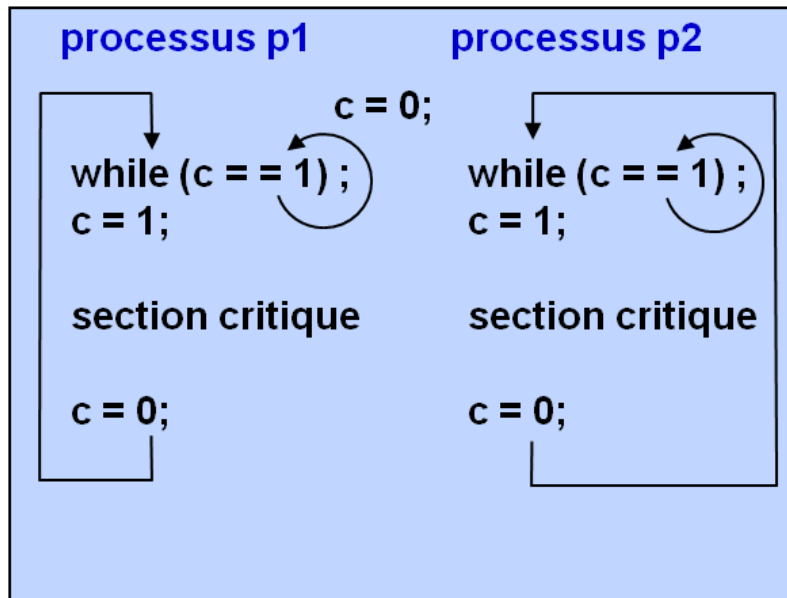 processus p1
processus p2
c = 0;
while (c = = 1) ;
c = 1;
section critique
c = 0;
while (c = = 1) ;
c = 1;
section critique
c = 0;